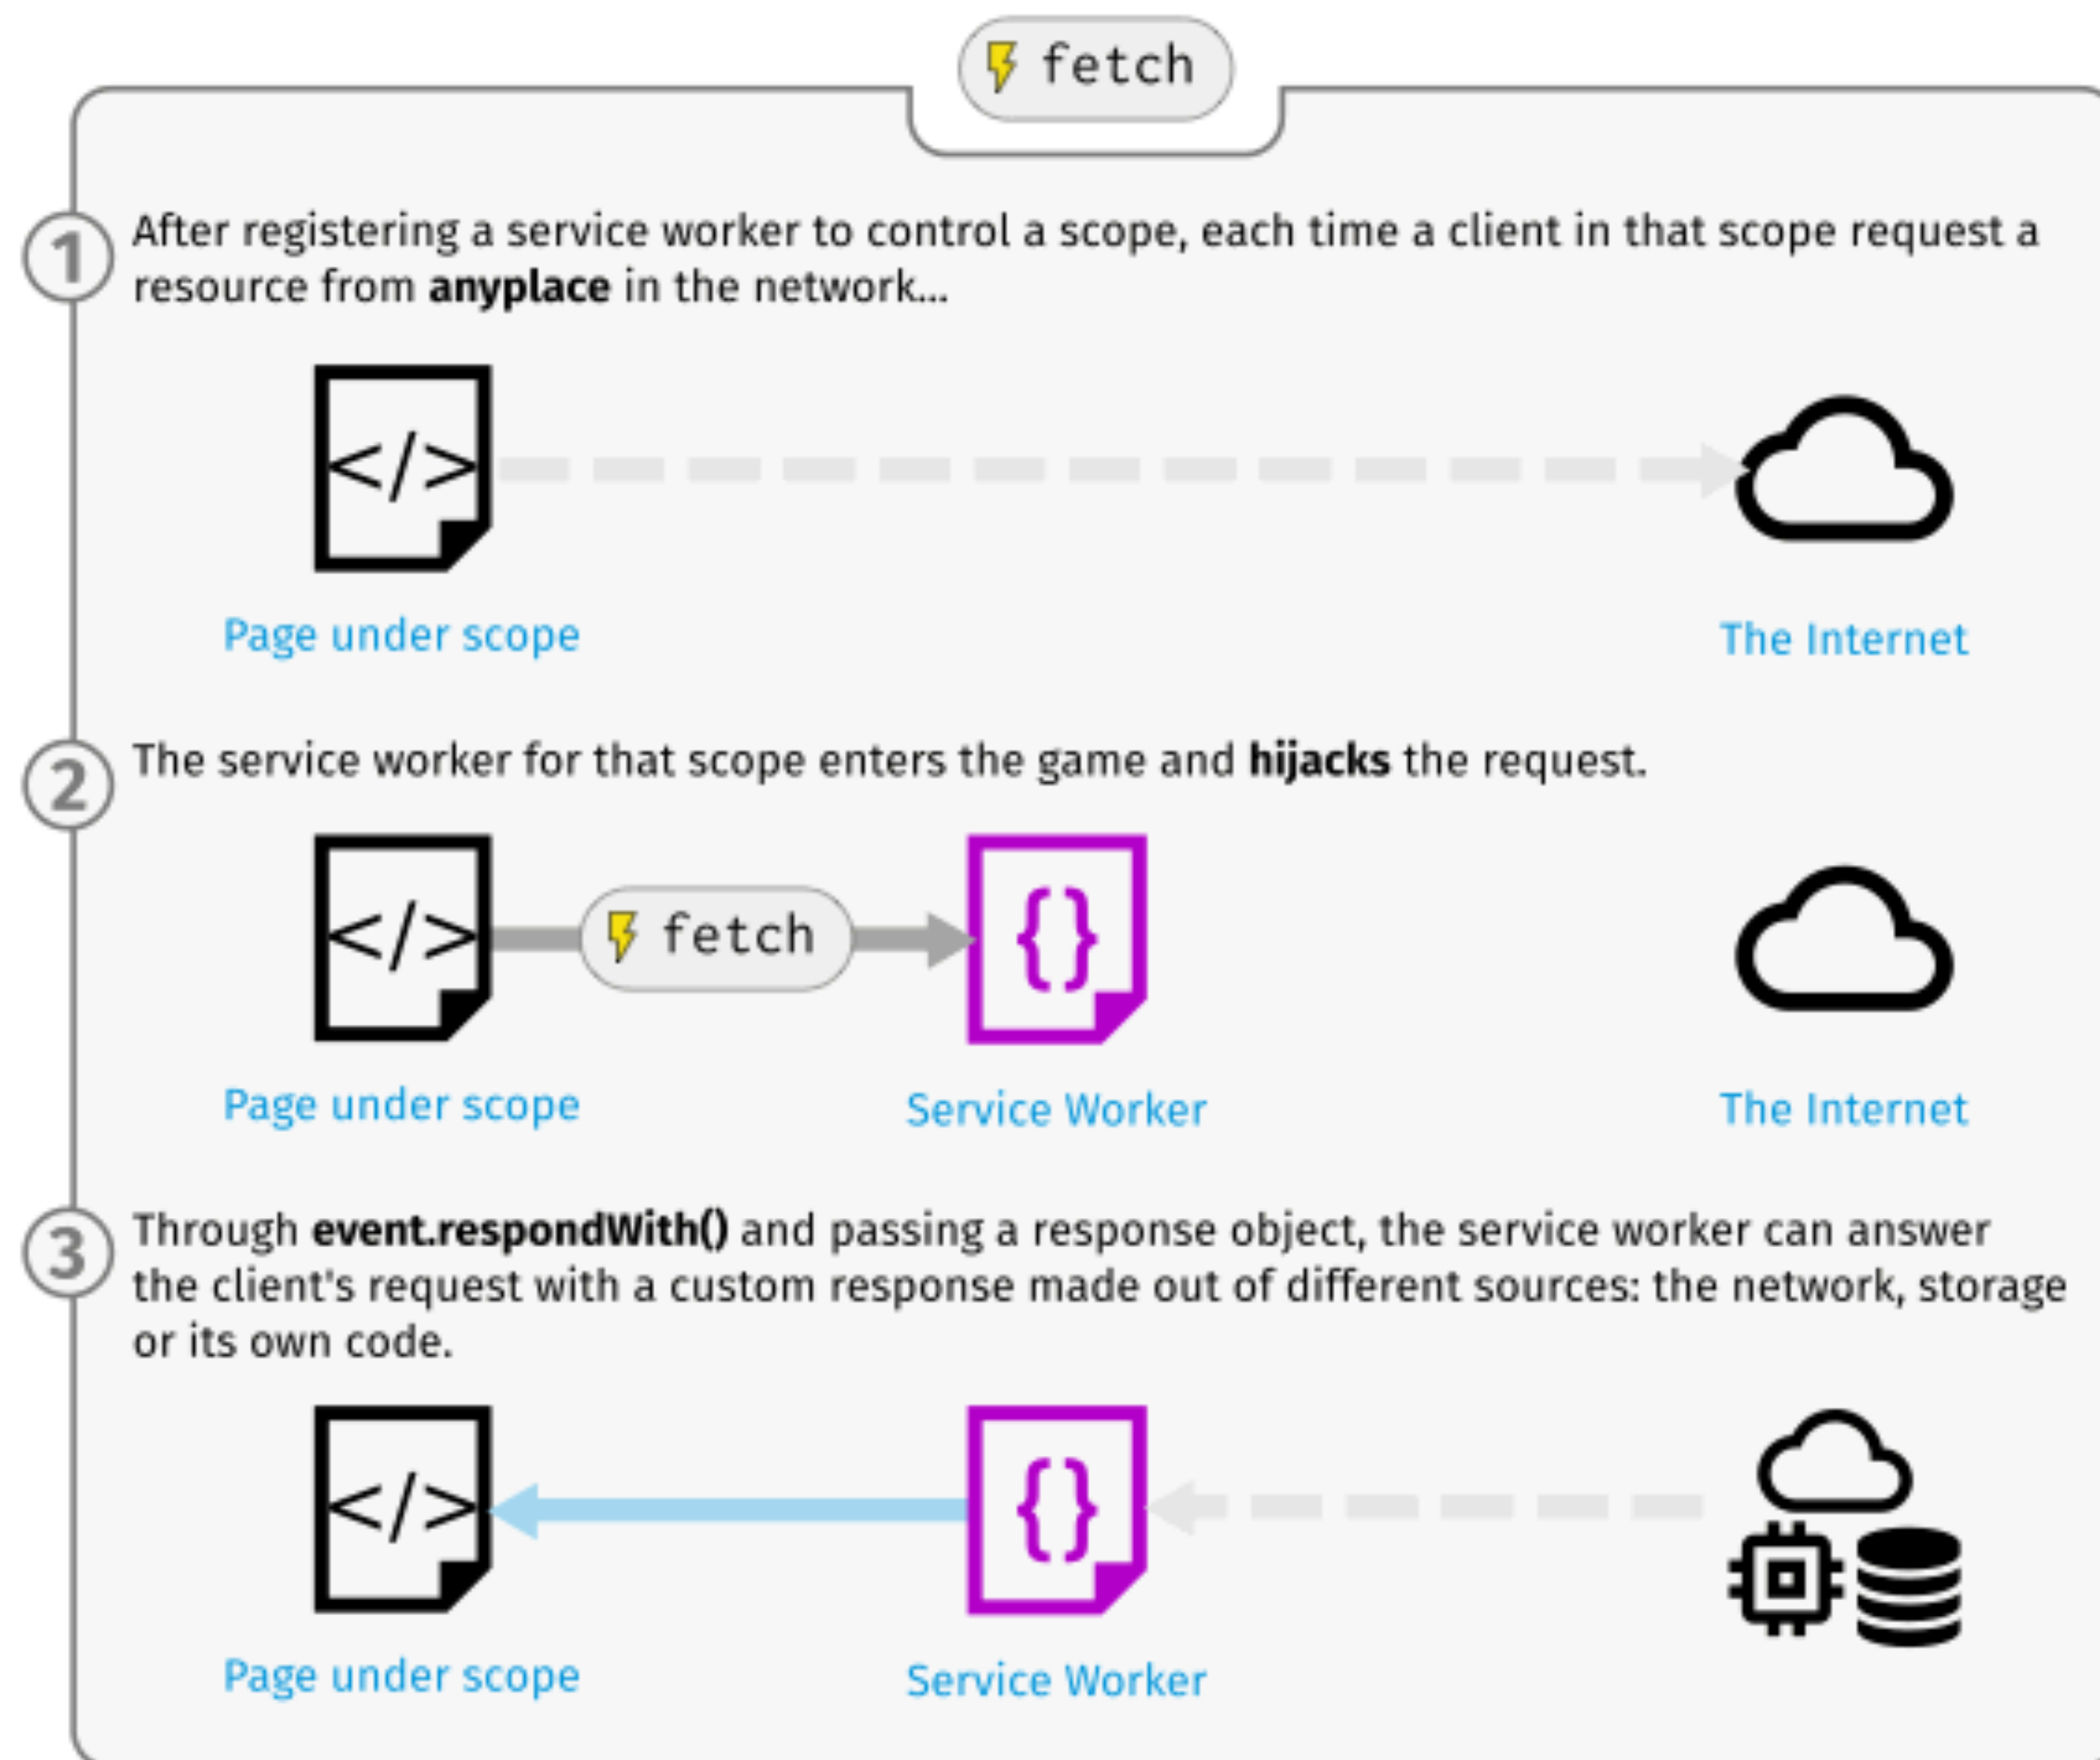 fetch
1
After registering a service worker to control a scope, each time a client in that scope request a
resource from anyplace in the network...
</>
Page under scope
The Internet
2
The service worker for that scope enters the game and hijacks the request.
</>
fetch
{}
Page under scope
Service Worker
The Internet
3
Through event.respondWith() and passing a response object, the service worker can answer
the client's request with a custom response made out of different sources: the network, storage
or its own code.
</>
{}
Page under scope
Service Worker